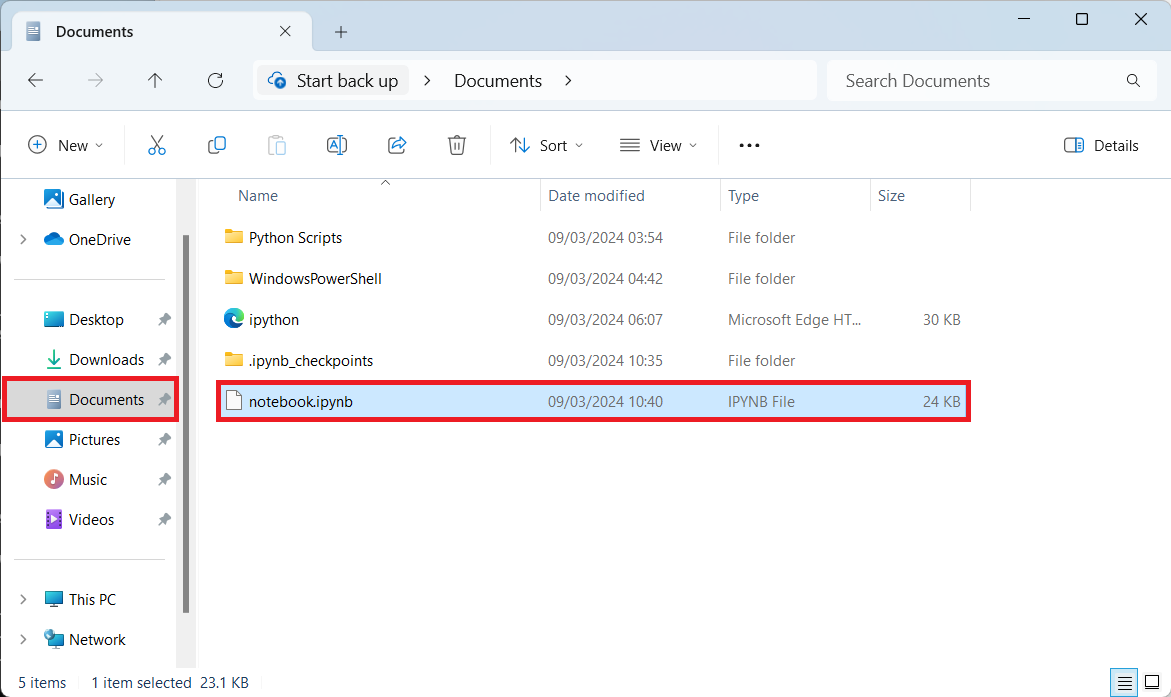 Documents
Start back up Documents Search Documents
New Sort View Details
Name Date modified Type Size
Gallery
OneDrive
Desktop
Downloads
Documents
Pictures
Music
Videos
This PC
Network
Python Scripts 09/03/2024 03:54 File folder
WindowsPowerShell 09/03/2024 04:42 File folder
ipython 09/03/2024 06:07 Microsoft Edge HT... 30 KB
.ipynb_checkpoints 09/03/2024 10:35 File folder
notebook.ipynb 09/03/2024 10:40 IPYNB File 24 KB
5 items 1 item selected 23.1 KB